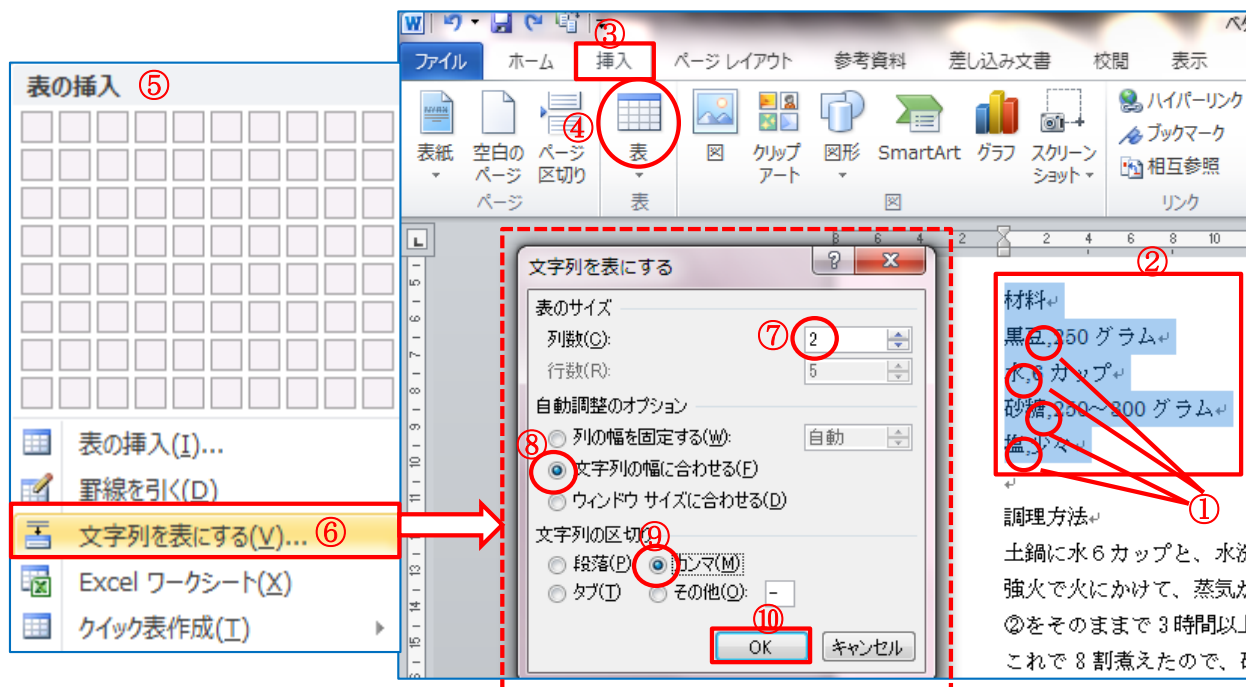 表の挿入 ⑤
表の挿入(I)...
罫線を引く(D)
文字列を表にする(V)... ⑥
Excel ワークシート(X)
クイック表作成(T)
W
③
ファイル ホーム 挿入 ページ レイアウト 参考資料 差し込み文書 校閲 表示
④
表紙 空白の ページ 表 図 クリップ 図形 SmartArt グラフ スクリーン
ページ 区切り アート ショット
ハイパーリンク
ブックマーク
相互参照
ページ 表 図 リンク
L
8 6 4 2 2 4 6 8 10
文字列を表にする
表のサイズ
列数(C): ⑦ 2
行数(R): 5
自動調整のオプション
⑧ 列の幅を固定する(W): 自動
文字列の幅に合わせる(F)
ウィンドウ サイズに合わせる(D)
文字列の区切り ⑨
段落(P) カンマ(M)
タブ(T) その他(O): -
⑩
OK キャンセル
②
材料
黒豆,250 グラム
水,6 カップ
砂糖,250～300 グラム
塩,少々
①
調理方法
土鍋に水６カップと、水
強火で火にかけて、蒸気
②をそのままで 3 時間以上
これで 8 割煮えたので、